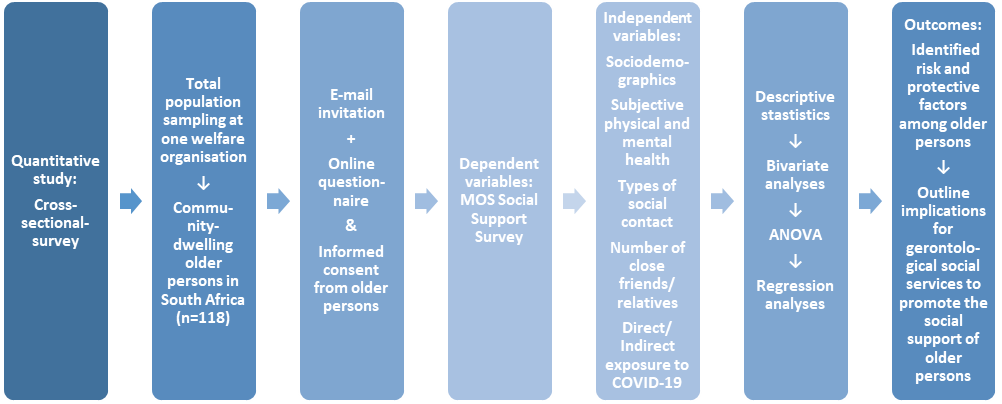 Quantitative
study:
Cross-
sectional-
survey
Total
population
sampling at
one welfare
organisation
↓
Commu-
nity-
dwelling
older
persons in
South Africa
(n=118)
E-mail
invitation
+
Online
question-
naire
&
Informed
consent
from older
persons
Dependent
variables:
MOS Social
Support
Survey
Independent
variables:
Sociodemo-
graphics
Subjective
physical and
mental
health
Types of
social
contact
Number of
close
friends/
relatives
Direct/
Indirect
exposure to
COVID-19
Descriptive
stastistics
↓
Bivariate
analyses
↓
ANOVA
↓
Regression
analyses
Outcomes:
Identified
risk and
protective
factors
among older
persons
↓
Outline
implications
for
gerontolo-
gical social
services to
promote the
social
support of
older
persons